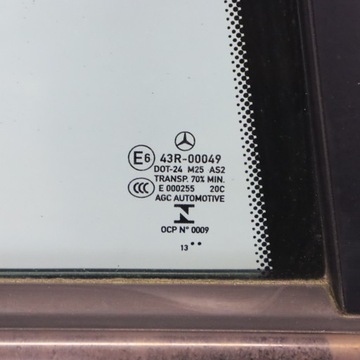 E6 43R-00049
DOT-24 M25 AS2
TRANSP. 70% MIN.
CCC E 000255 20C
AGC AUTOMOTIVE
N
OCP N° 0009
13 ••